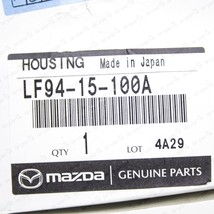 HOUSING Made in Japan
LF94-15-100A
QTY 1 LOT 4A29
mazda GENUINE PARTS